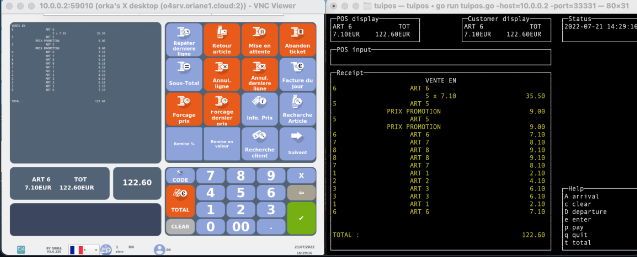 10.0.0.2:59010 (orka's X desktop (o4srv.oriane1.cloud:2)) - VNC Viewer
Répéter dernière ligne
Retour article
Mise en attente
Abandon ticket
Sous-Total
Annul. ligne
Annul. dernière ligne
Facture du jour
Forçage prix
Forçage dernier prix
Info. Prix
Recharche Article
Remise %
Remise en valeur
Recherche client
Suivant
ART 6 TOT
7.10EUR 122.60EUR
122.60
CODE 7 8 9 X
4 5 6
TOTAL 1 2 3
CLEAR 0 00 .
tuipos — tuipos • go run tuipos.go -host=10.0.0.2 -port=33331 — 80×31
POS display
ART 6 TOT
7.10EUR 122.60EUR
Customer display
ART 6 TOT
7.10EUR 122.60EUR
Status
2022-07-21 14:29:16
POS input
Receipt
VENTE EN
6 ART 6
5 x 7.10 35.50
5 ART 5
PRIX PROMOTION 9.00
5 ART 5
PRIX PROMOTION 9.00
6 ART 6 7.10
7 ART 7 8.10
8 ART 8 9.10
8 ART 8 9.10
7 ART 7 8.10
1 ART 1 2.10
2 ART 2 4.10
3 ART 3 6.10
3 ART 3 6.10
1 ART 1 2.10
6 ART 6 7.10
TOTAL : 122.60
Help
A arrival
c clear
D departure
e enter
p pay
q quit
t total